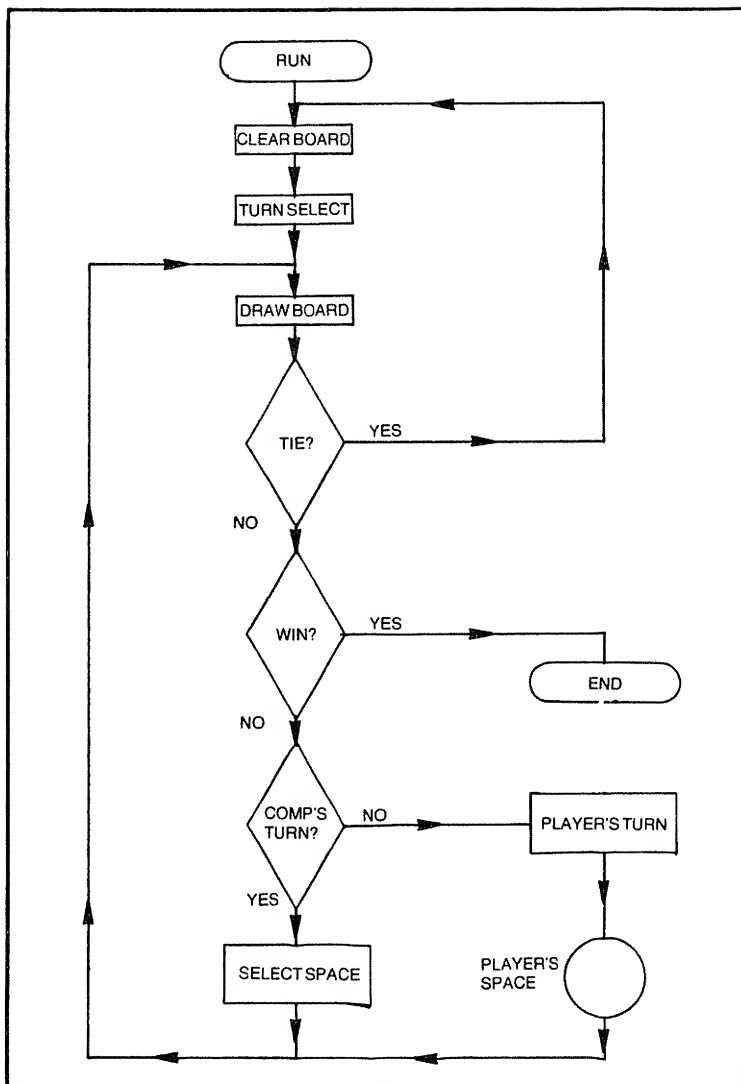 RUN
CLEAR BOARD
TURN SELECT
DRAW BOARD
TIE?
YES
NO
WIN?
YES
END
NO
COMP'S
TURN?
NO
PLAYER'S TURN
YES
SELECT SPACE
PLAYER'S
SPACE